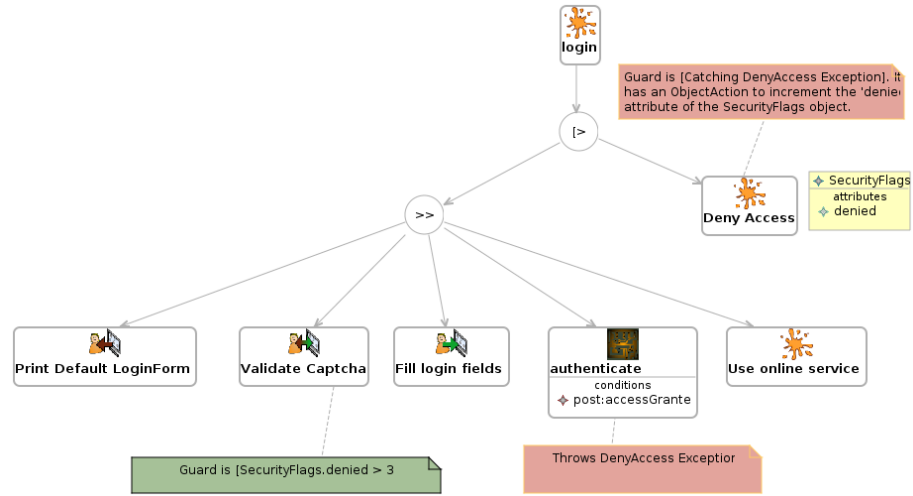 login
Guard is [Catching DenyAccess Exception]. It
has an ObjectAction to increment the 'denie
attribute of the SecurityFlags object.
[>
Deny Access
SecurityFlags
attributes
denied
>>
Print Default LoginForm
Validate Captcha
Fill login fields
authenticate
conditions
post:accessGrante
Use online service
Guard is [SecurityFlags.denied > 3
Throws DenyAccess Exception